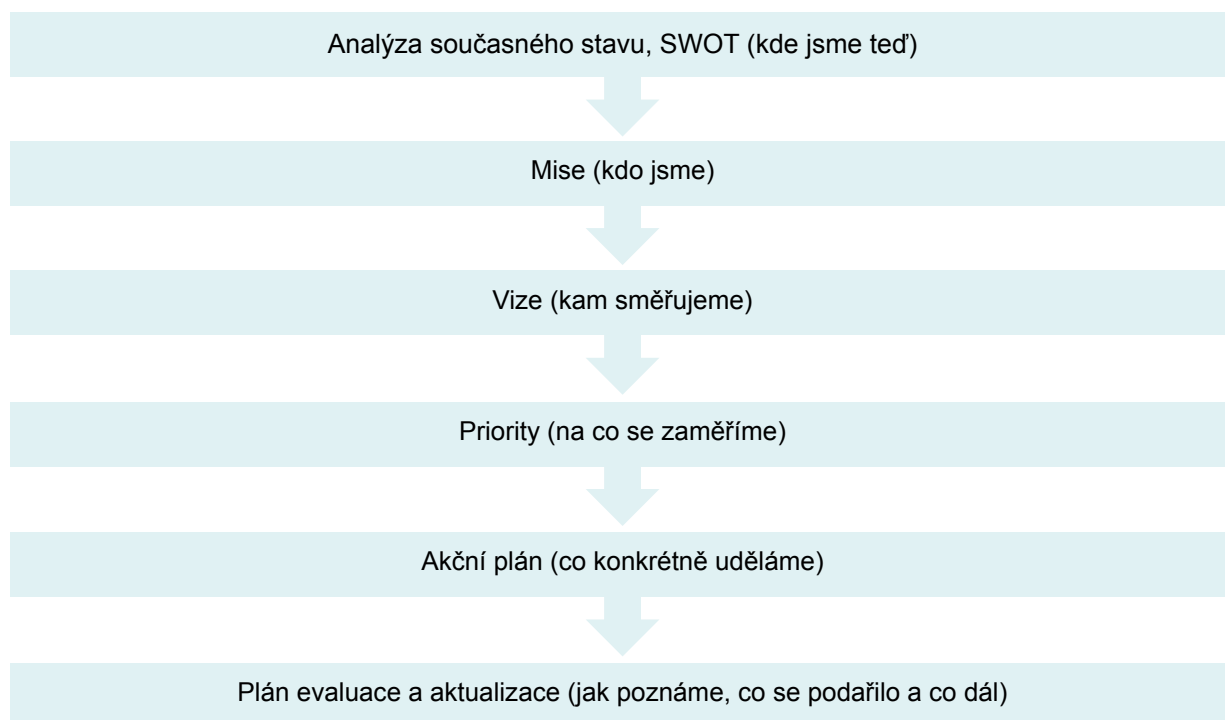 Analýza současného stavu, SWOT (kde jsme teď)
Mise (kdo jsme)
Vize (kam směřujeme)
Priority (na co se zaměříme)
Akční plán (co konkrétně uděláme)
Plán evaluace a aktualizace (jak poznáme, co se podařilo a co dál)